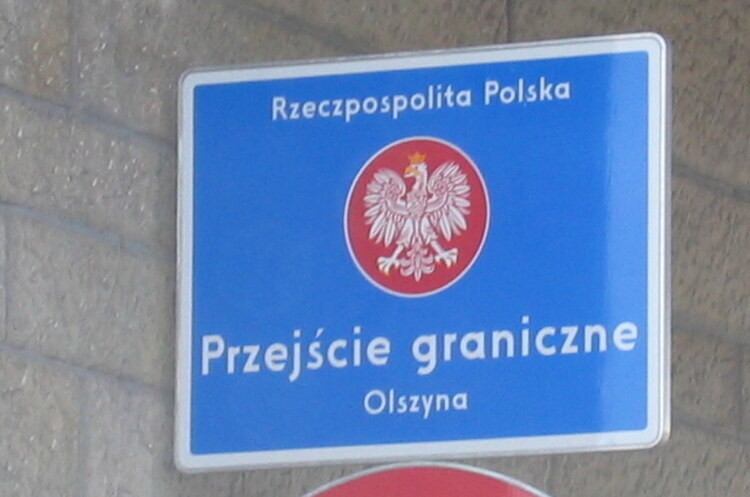 Rzeczpospolita Polska
Przejście graniczne
Olszyna